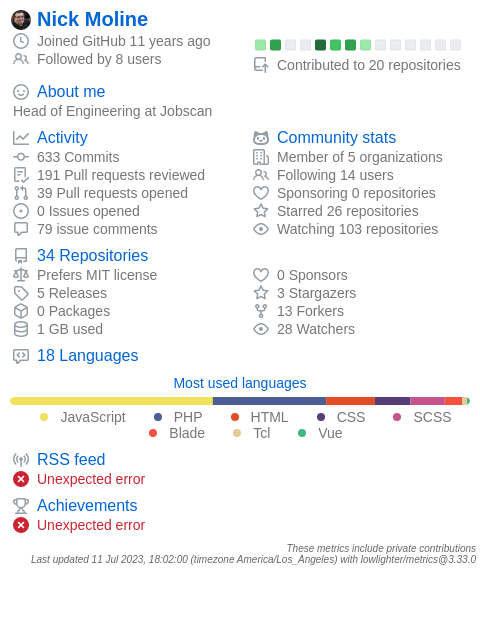 Nick Moline
Joined GitHub 11 years ago
Followed by 8 users
Contributed to 20 repositories
About me
Head of Engineering at Jobscan
Activity
633 Commits
191 Pull requests reviewed
39 Pull requests opened
0 Issues opened
79 issue comments
Community stats
Member of 5 organizations
Following 14 users
Sponsoring 0 repositories
Starred 26 repositories
Watching 103 repositories
34 Repositories
Prefers MIT license
5 Releases
0 Packages
1 GB used
0 Sponsors
3 Stargazers
13 Forkers
28 Watchers
18 Languages
Most used languages
JavaScript PHP HTML CSS SCSS
Blade Tcl Vue
RSS feed
Unexpected error
Achievements
Unexpected error
These metrics include private contributions
Last updated 11 Jul 2023, 18:02:00 (timezone America/Los_Angeles) with lowlighter/metrics@3.33.0